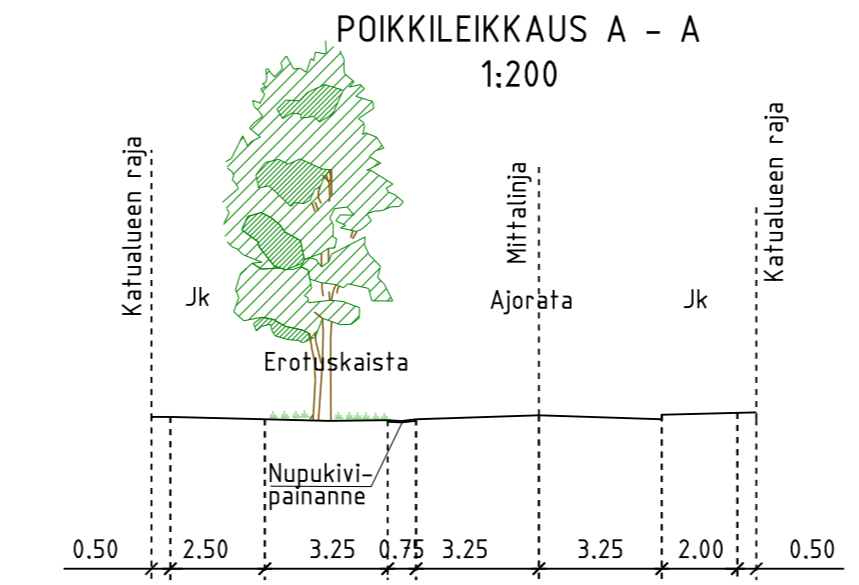 POIKKILEIKKAUS A - A
1:200
Katualueen raja
Mittalinja
Katualueen raja
Jk
Ajorata
Jk
Erotuskaista
Nupukivi-
painanne
0.50 2.50 3.25 0.75 3.25 3.25 2.00 0.50